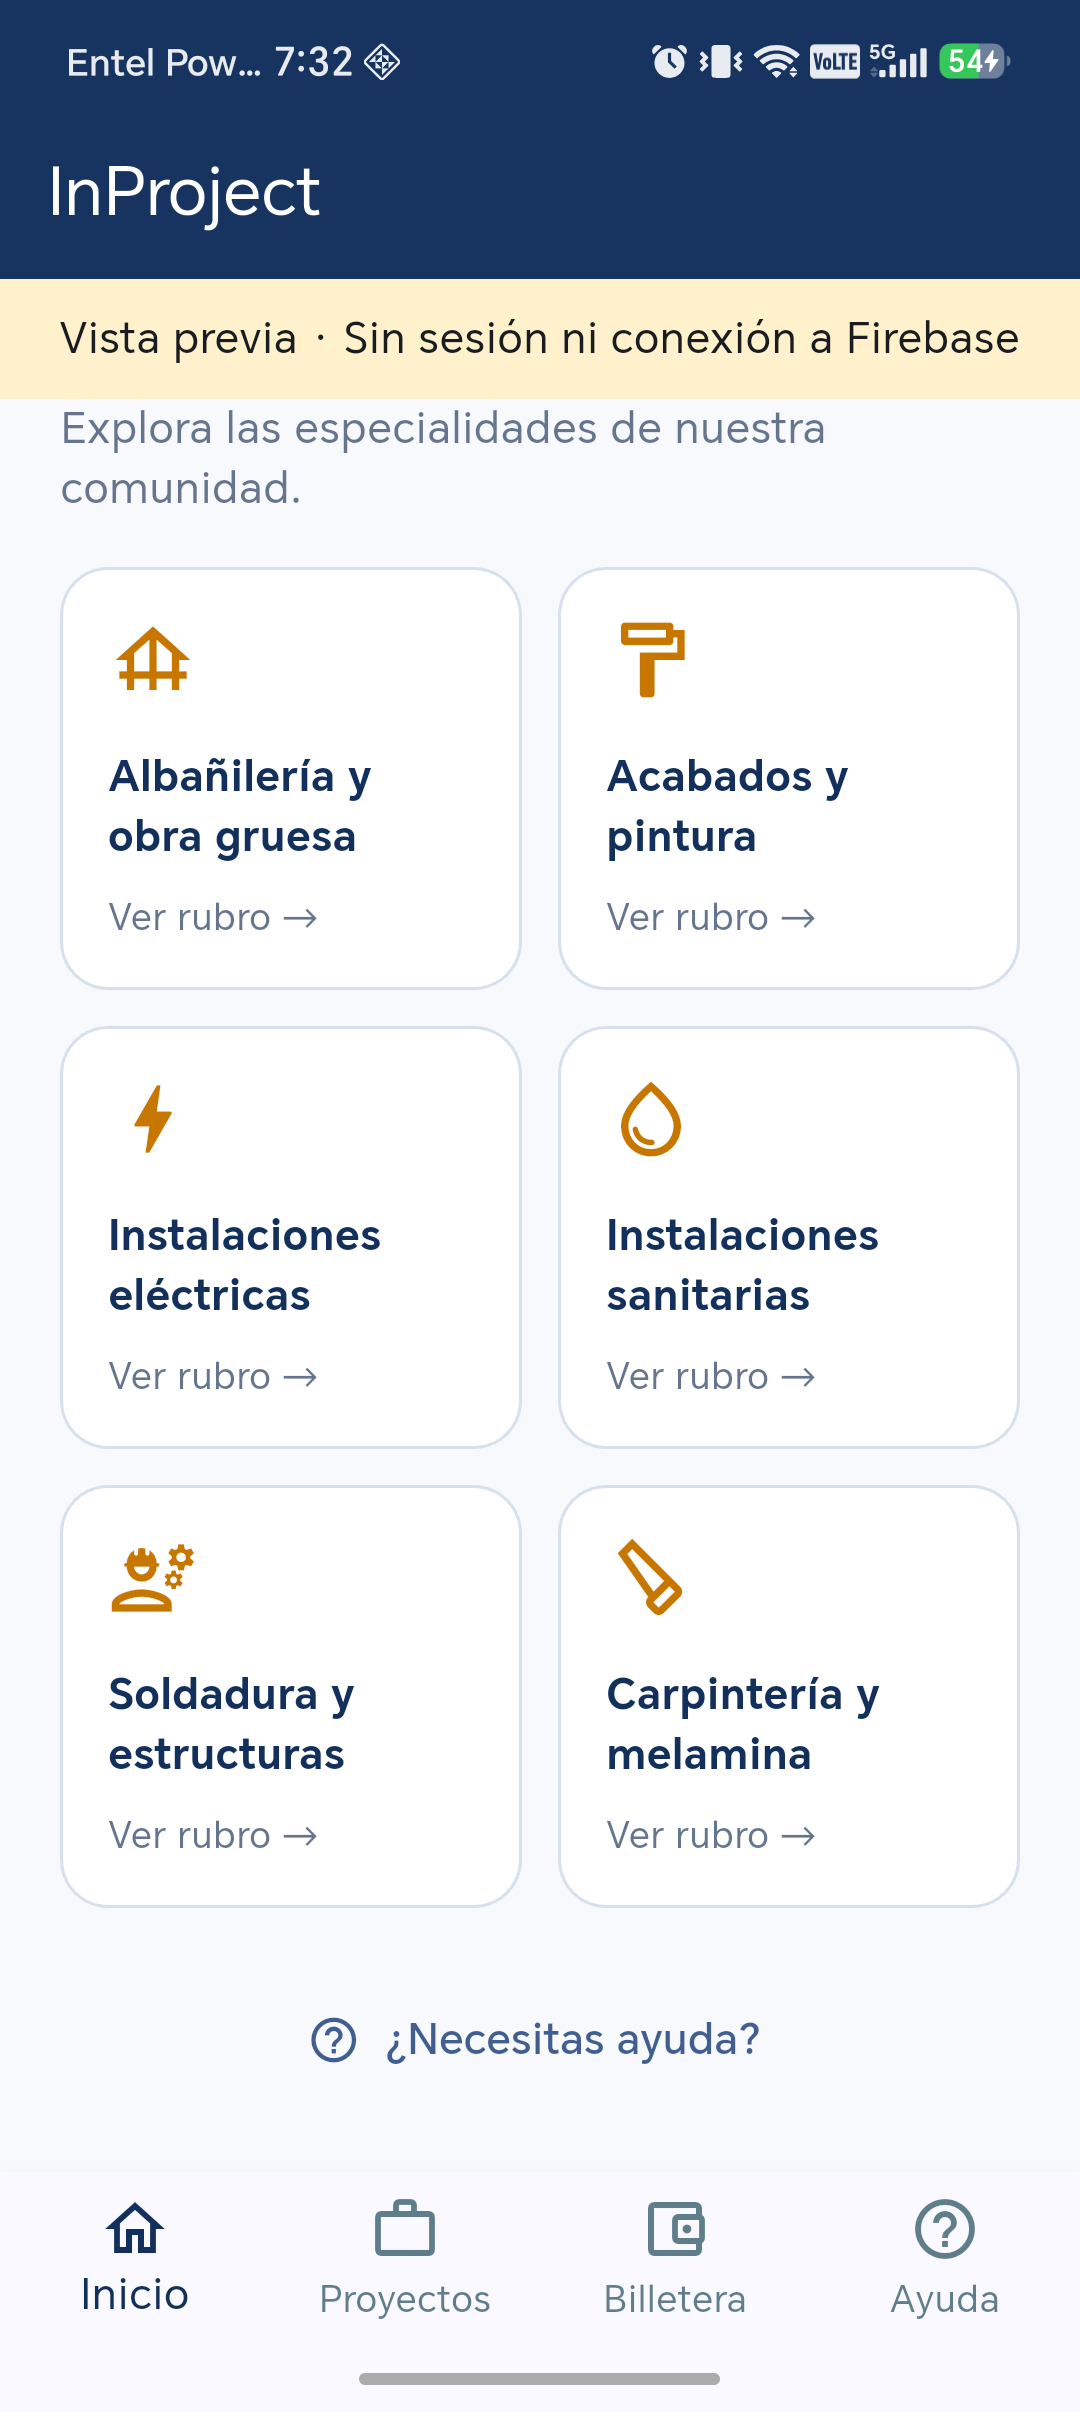 Entel Pow... 7:32 VoLTE 5G 54
InProject
Vista previa · Sin sesión ni conexión a Firebase
Explora las especialidades de nuestra
comunidad.
Albañilería y
obra gruesa
Ver rubro →
Acabados y
pintura
Ver rubro →
Instalaciones
eléctricas
Ver rubro →
Instalaciones
sanitarias
Ver rubro →
Soldadura y
estructuras
Ver rubro →
Carpintería y
melamina
Ver rubro →
¿Necesitas ayuda?
Inicio
Proyectos
Billetera
Ayuda